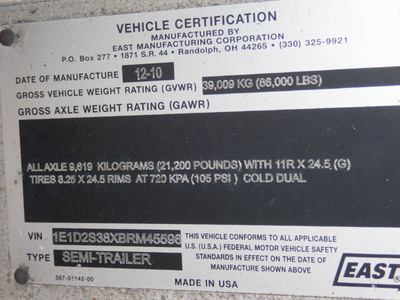 VEHICLE CERTIFICATION
MANUFACTURED BY
EAST MANUFACTURING CORPORATION
P.O. Box 277 • 1871 S.R. 44 • Randolph, OH 44265 • (330) 325-9921
DATE OF MANUFACTURE 12-10
GROSS VEHICLE WEIGHT RATING (GVWR) 39,009 KG (86,000 LBS)
GROSS AXLE WEIGHT RATING (GAWR)
ALL AXLE 9,619 KILOGRAMS (21,200 POUNDS) WITH 11R X 24.5 (G)
TIRES 8.25 X 24.5 RIMS AT 720 KPA (105 PSI ) COLD DUAL
VIN 1E1D2S38XBRM45596
THIS VEHICLE CONFORMS TO ALL APPLICABLE
U.S. (U.S.A.) FEDERAL MOTOR VEHICLE SAFETY
TYPE SEMI-TRAILER
STANDARDS IN EFFECT ON THE DATE OF
MANUFACTURE SHOWN ABOVE
EAST
567-01142-00
MADE IN USA